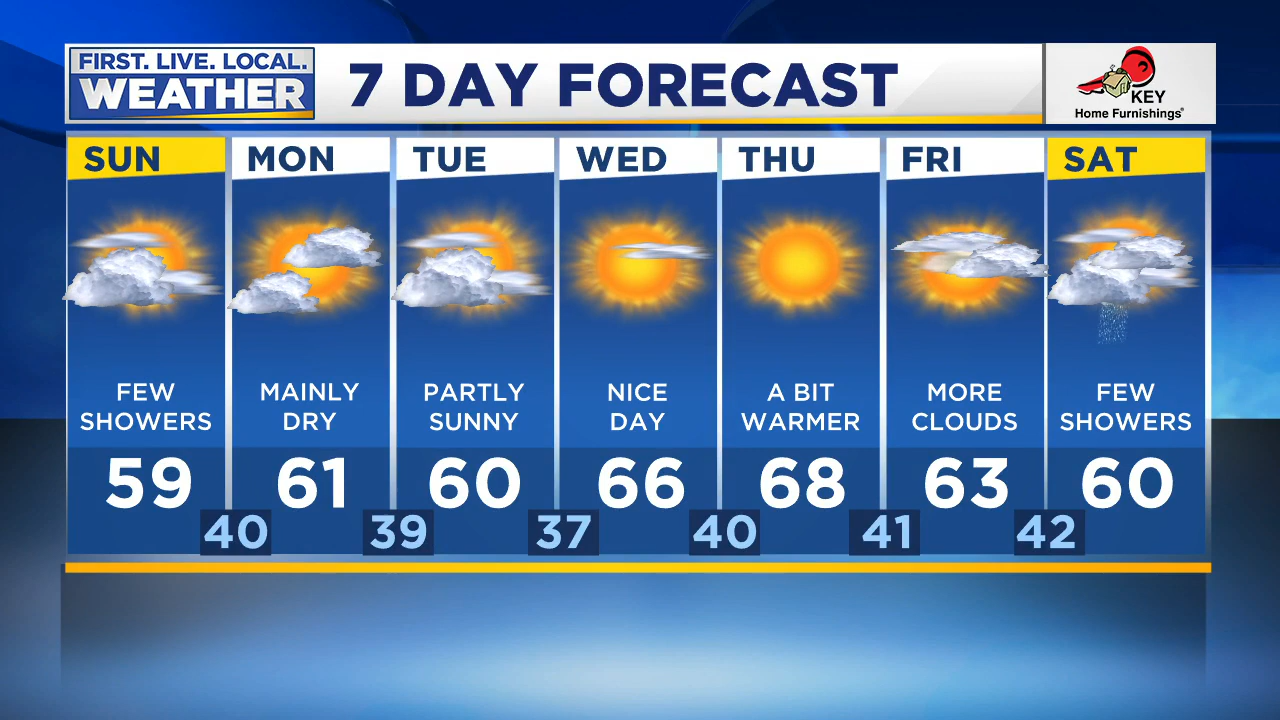 FIRST. LIVE. LOCAL.
WEATHER
7 DAY FORECAST
KEY
Home Furnishings®
SUN MON TUE WED THU FRI SAT
FEW MAINLY PARTLY NICE A BIT MORE FEW
SHOWERS DRY SUNNY DAY WARMER CLOUDS SHOWERS
59 61 60 66 68 63 60
40 39 37 40 41 42